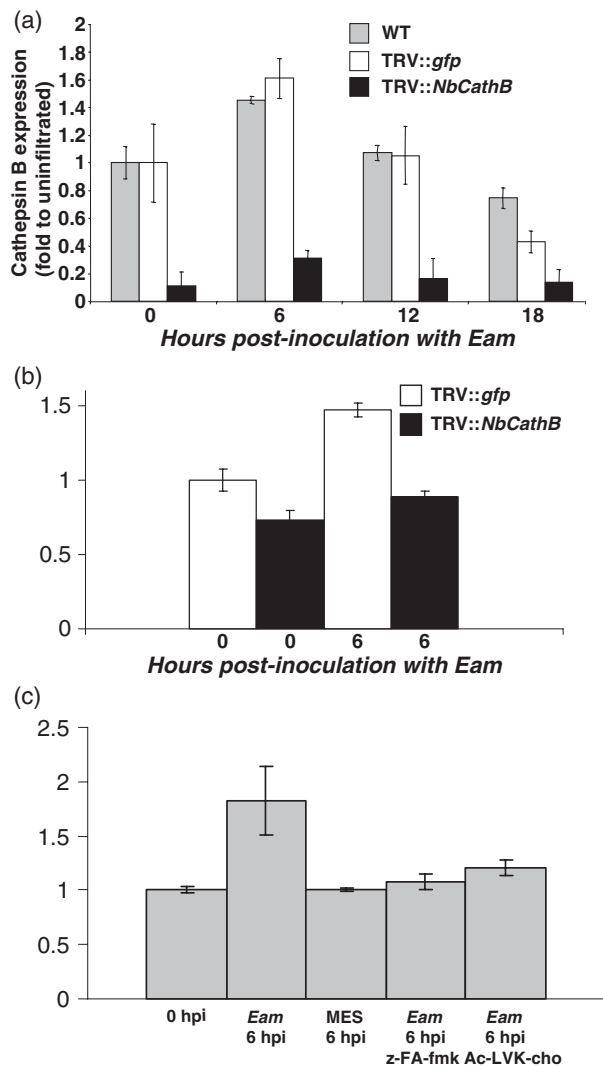 (a)
Cathepsin B expression
(fold to uninfiltrated)
2
1.8
1.6
1.4
1.2
1
0.8
0.6
0.4
0.2
0
WT
TRV::gfp
TRV::NbCathB
0 6 12 18
Hours post-inoculation with Eam
(b)
1.5
1
0.5
0
TRV::gfp
TRV::NbCathB
0 0 6 6
Hours post-inoculation with Eam
(c)
2.5
2
1.5
1
0.5
0
0 hpi Eam MES Eam Eam
6 hpi 6 hpi 6 hpi 6 hpi
z-FA-fmk Ac-LVK-cho